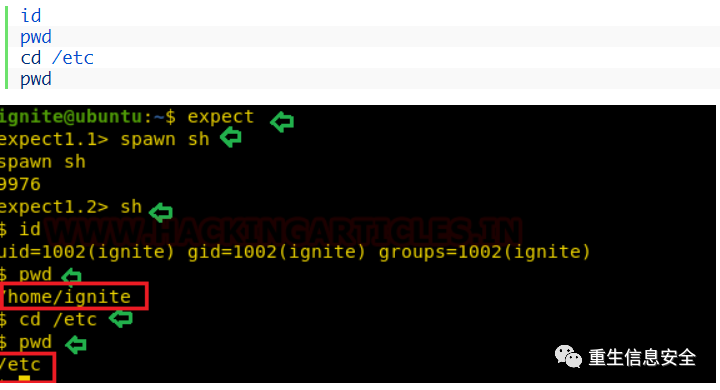 id
pwd
cd /etc
pwd
ignite@ubuntu:~$ expect
expect1.1> spawn sh
spawn sh
9976
expect1.2> sh
WWW.HACKINGARTICLES.IN
$ id
uid=1002(ignite) gid=1002(ignite) groups=1002(ignite)
$ pwd
/home/ignite
$ cd /etc
$ pwd
/etc
重生信息安全